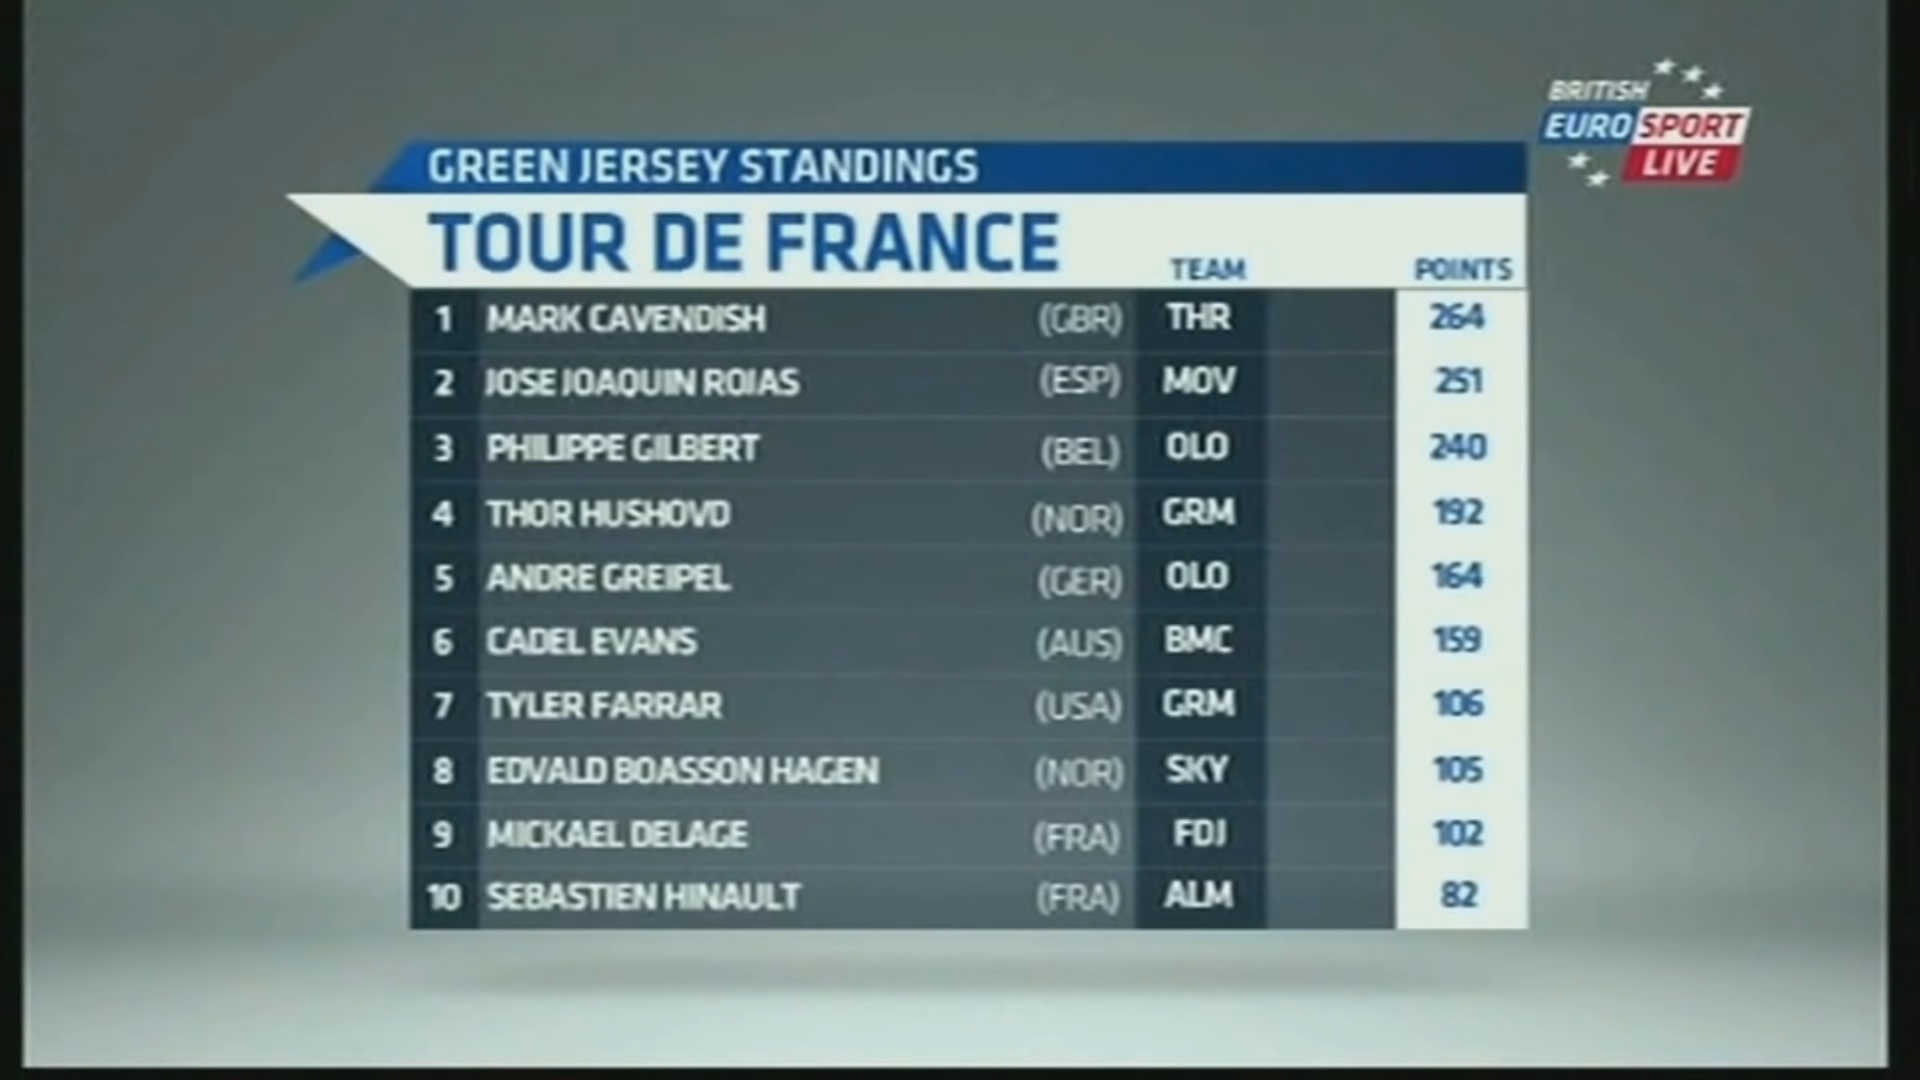 BRITISH
EUROSPORT
LIVE
GREEN JERSEY STANDINGS
TOUR DE FRANCE TEAM POINTS
1 MARK CAVENDISH (GBR) THR 264
2 JOSE JOAQUIN ROJAS (ESP) MOV 251
3 PHILIPPE GILBERT (BEL) OLO 240
4 THOR HUSHOVD (NOR) GRM 192
5 ANDRE GREIPEL (GER) OLO 164
6 CADEL EVANS (AUS) BMC 159
7 TYLER FARRAR (USA) GRM 106
8 EDVALD BOASSON HAGEN (NOR) SKY 105
9 MICKAEL DELAGE (FRA) FDJ 102
10 SEBASTIEN HINAULT (FRA) ALM 82